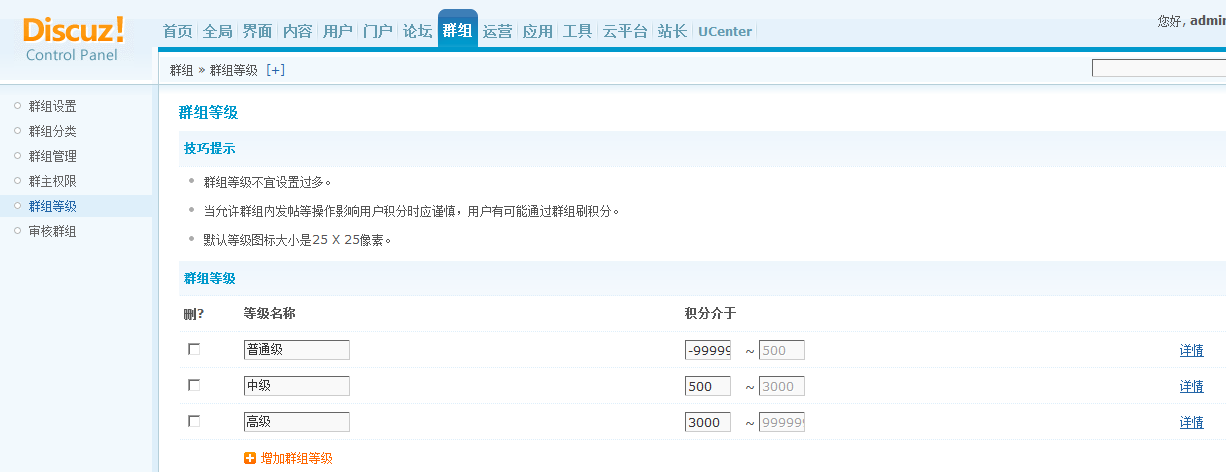 Discuz!
Control Panel
首页 全局 界面 内容 用户 门户 论坛 群组 运营 应用 工具 云平台 站长 UCenter
您好, admin
群组 » 群组等级 [+]
群组设置
群组分类
群组管理
群主权限
群组等级
审核群组
群组等级
技巧提示
群组等级不宜设置过多。
当允许群组内发帖等操作影响用户积分时应谨慎，用户有可能通过群组刷积分。
默认等级图标大小是25 X 25像素。
群组等级
删? 等级名称 积分介于
普通级 -99999 ~ 500 详情
中级 500 ~ 3000 详情
高级 3000 ~ 999999 详情
增加群组等级